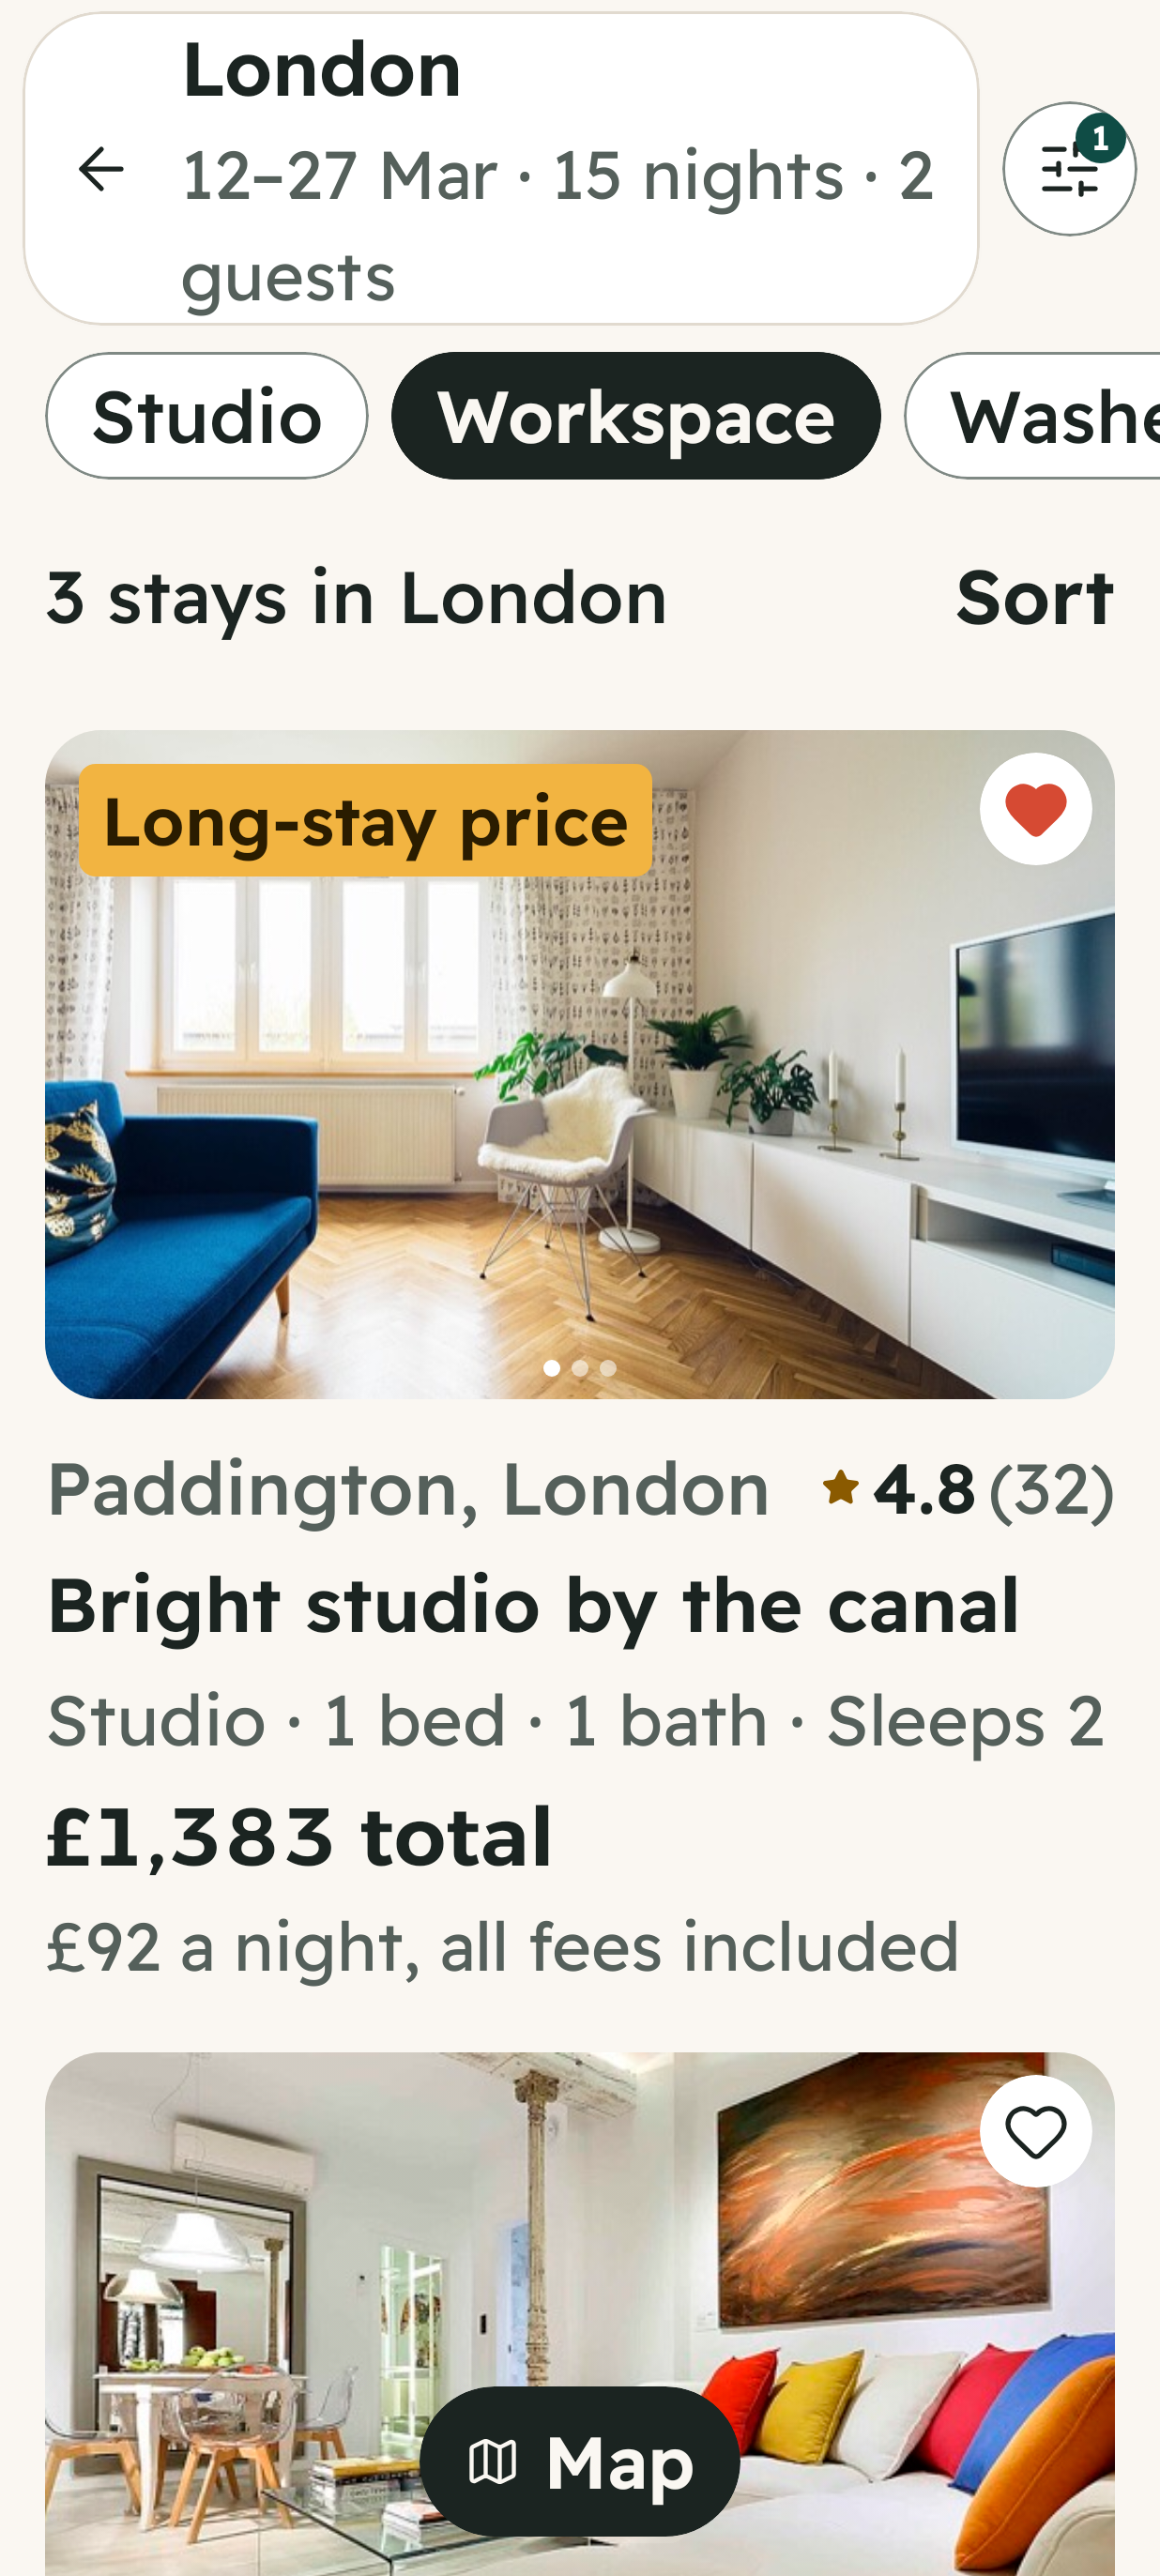 London
12–27 Mar · 15 nights · 2
guests
1
Studio
Workspace
Washe
3 stays in London
Sort
Long-stay price
Paddington, London
4.8 (32)
Bright studio by the canal
Studio · 1 bed · 1 bath · Sleeps 2
£1,383 total
£92 a night, all fees included
Map